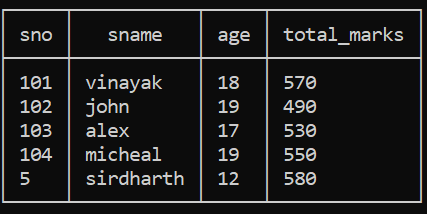 sno sname age total_marks
101 vinayak 18 570
102 john 19 490
103 alex 17 530
104 micheal 19 550
5 sirdharth 12 580